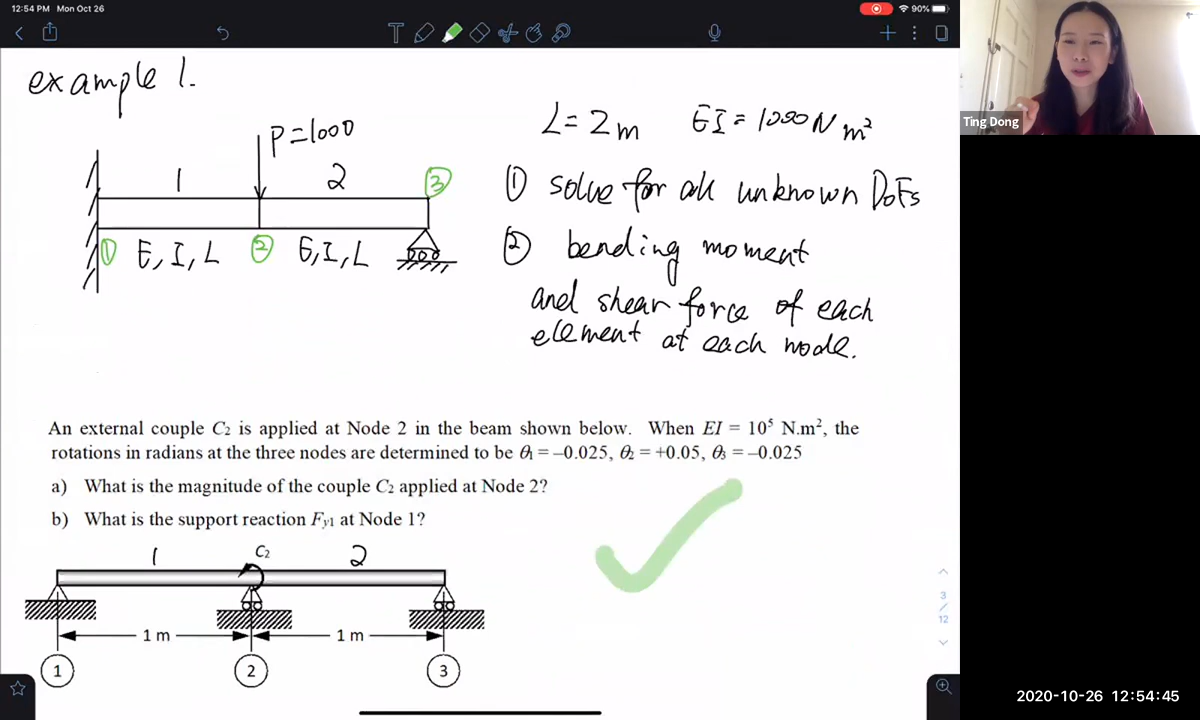 12:54 PM Mon Oct 26
90%
example 1.
P=1000
1
2
③
① E, I, L ② E, I, L
L = 2m EI = 1000 N m²
① solve for all unknown DoFs
② bending moment
and shear force of each
element at each node.
An external couple C₂ is applied at Node 2 in the beam shown below. When EI = 10⁵ N.m², the
rotations in radians at the three nodes are determined to be θ₁ = –0.025, θ₂ = +0.05, θ₃ = –0.025
a) What is the magnitude of the couple C₂ applied at Node 2?
b) What is the support reaction Fy1 at Node 1?
1 C₂ 2
1 m 1 m
1 2 3
3
/
12
Ting Dong
2020-10-26 12:54:45